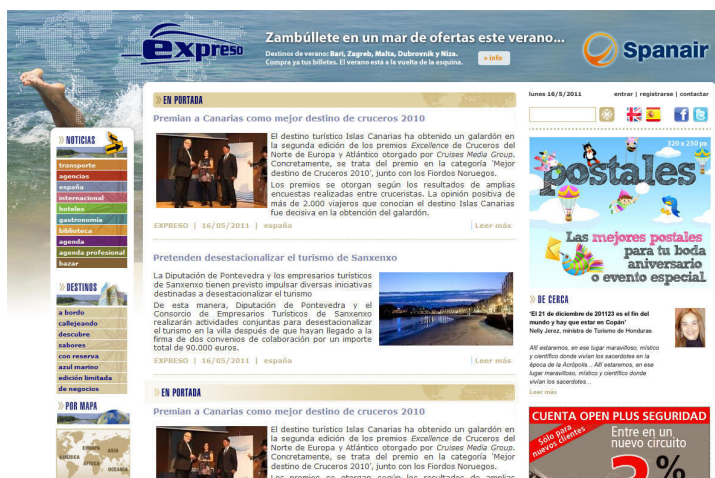 expreso
Zambúllete en un mar de ofertas este verano...
Destinos de verano: Bari, Zagreb, Malta, Dubrovnik y Niza.
Compra ya tus billetes. El verano está a la vuelta de la esquina.
+ info
Spanair
NOTICIAS
transporte
agencias
españa
internacional
hoteles
gastronomía
biblioteca
agenda
agenda profesional
bazar
DESTINOS
a bordo
callejeando
descubre
sabores
con reserva
azul marino
edición limitada
de negocios
POR MAPA
AMÉRICA
EUROPA
ASIA
ÁFRICA
OCEANÍA
EN PORTADA
Premian a Canarias como mejor destino de cruceros 2010
El destino turístico Islas Canarias ha obtenido un galardón en
la segunda edición de los premios Excellence de Cruceros del
Norte de Europa y Atlántico otorgado por Cruises Media Group.
Concretamente, se trata del premio en la categoría 'Mejor
destino de Cruceros 2010', junto con los Fiordos Noruegos.
Los premios se otorgan según los resultados de amplias
encuestas realizadas entre cruceristas. La opinión positiva de
más de 2.000 viajeros que conocían el destino Islas Canarias
fue decisiva en la obtención del galardón.
EXPRESO | 16/05/2011 | españa
Leer más
Pretenden desestacionalizar el turismo de Sanxenxo
La Diputación de Pontevedra y los empresarios turísticos
de Sanxenxo tienen previsto impulsar diversas iniciativas
destinadas a desestacionalizar el turismo
De esta manera, Diputación de Pontevedra y el
Consorcio de Empresarios Turísticos de Sanxenxo
realizarán actividades conjuntas para desestacionalizar
el turismo en la villa después de que hayan llegado a la
firma de dos convenios de colaboración por un importe
total de 90.000 euros.
EXPRESO | 16/05/2011 | españa
Leer más
EN PORTADA
Premian a Canarias como mejor destino de cruceros 2010
El destino turístico Islas Canarias ha obtenido un galardón en
la segunda edición de los premios Excellence de Cruceros del
Norte de Europa y Atlántico otorgado por Cruises Media Group.
Concretamente, se trata del premio en la categoría 'Mejor
destino de Cruceros 2010', junto con los Fiordos Noruegos.
Los premios se otorgan según los resultados de amplias
lunes 16/5/2011
entrar | registrarse | contactar
320 x 250 px
postales
Las mejores postales
para tu boda
aniversario
o evento especial
DE CERCA
'El 21 de diciembre de 201123 es el fin del
mundo y hay que estar en Copán'
Nelly Jerez, ministra de Turismo de Honduras
Allí estaremos, en ese lugar maravilloso, místico
y científico donde vivían los sacerdotes en la
época de la Acrópolis... Allí estaremos, en ese
lugar maravilloso, místico y científico donde
vivían los sacerdotes...
Leer más
CUENTA OPEN PLUS SEGURIDAD
Sólo para
nuevos clientes
Entre en un
nuevo circuito
%